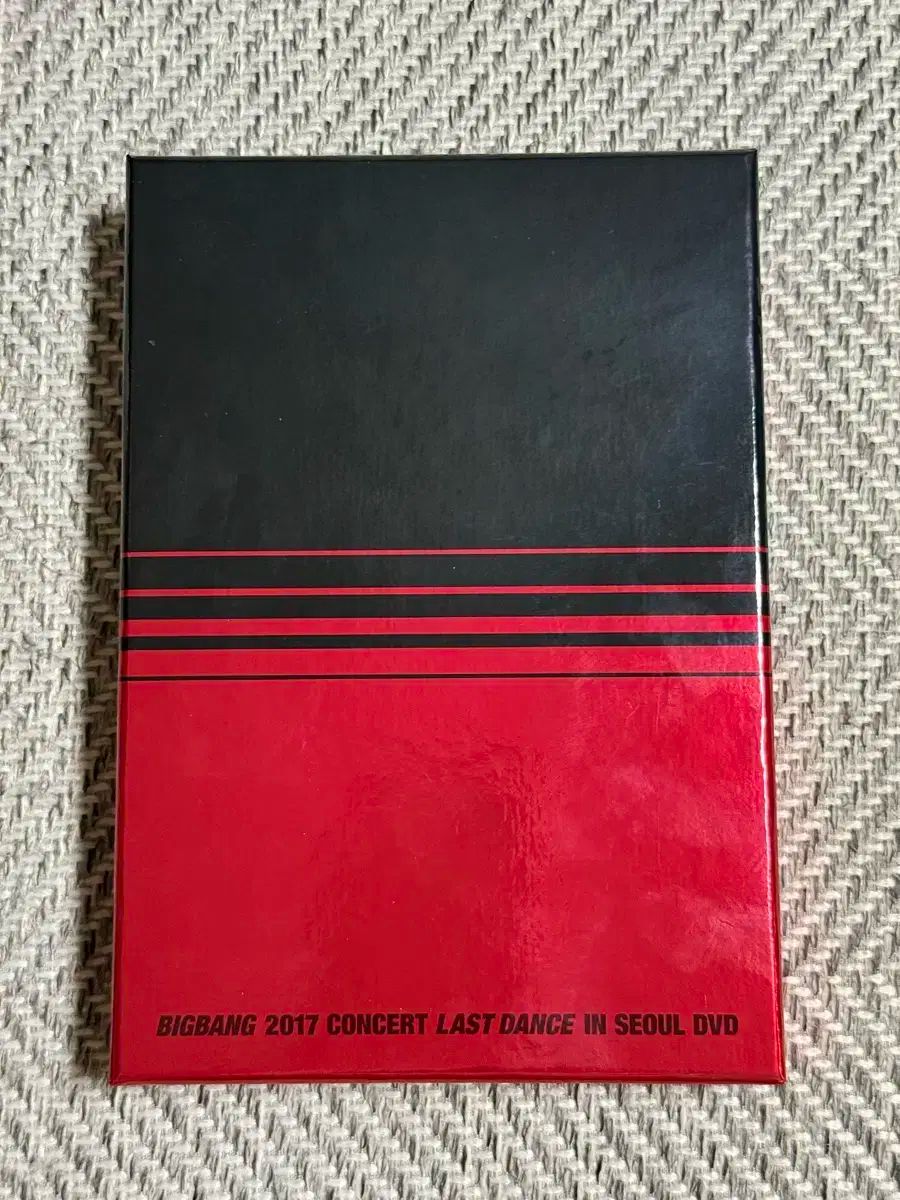 BIGBANG 2017 CONCERT LAST DANCE IN SEOUL DVD